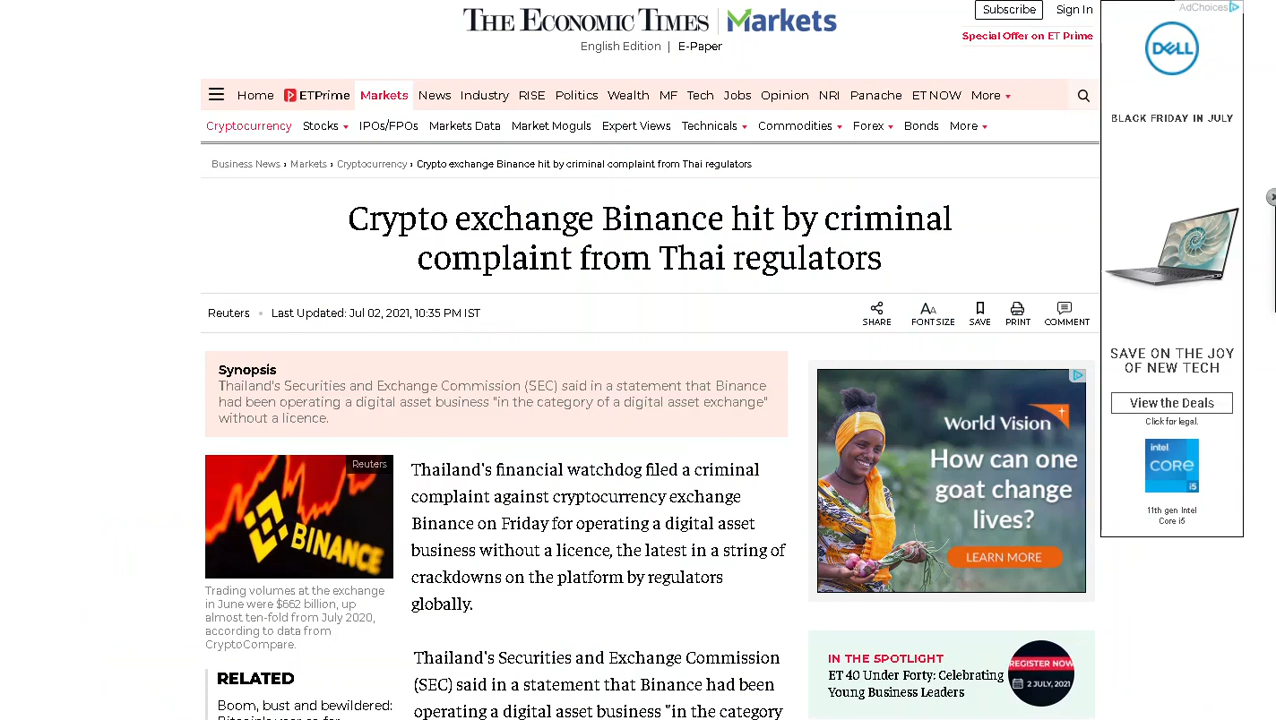 THE ECONOMIC TIMES | Markets
English Edition | E-Paper
Subscribe Sign In
Special Offer on ET Prime
Home ETPrime Markets News Industry RISE Politics Wealth MF Tech Jobs Opinion NRI Panache ET NOW More
Cryptocurrency Stocks IPOs/FPOs Markets Data Market Moguls Expert Views Technicals Commodities Forex Bonds More
Business News › Markets › Cryptocurrency › Crypto exchange Binance hit by criminal complaint from Thai regulators
Crypto exchange Binance hit by criminal
complaint from Thai regulators
Reuters • Last Updated: Jul 02, 2021, 10:35 PM IST
SHARE FONT SIZE SAVE PRINT COMMENT
Synopsis
Thailand's Securities and Exchange Commission (SEC) said in a statement that Binance
had been operating a digital asset business "in the category of a digital asset exchange"
without a licence.
Reuters
BINANCE
Trading volumes at the exchange
in June were $662 billion, up
almost ten-fold from July 2020,
according to data from
CryptoCompare.
RELATED
Boom, bust and bewildered:
Thailand's financial watchdog filed a criminal
complaint against cryptocurrency exchange
Binance on Friday for operating a digital asset
business without a licence, the latest in a string of
crackdowns on the platform by regulators
globally.
Thailand's Securities and Exchange Commission
(SEC) said in a statement that Binance had been
operating a digital asset business "in the category
World Vision
How can one
goat change
lives?
LEARN MORE
IN THE SPOTLIGHT
ET 40 Under Forty: Celebrating
Young Business Leaders
REGISTER NOW
2 JULY, 2021
AdChoices
DELL
BLACK FRIDAY IN JULY
SAVE ON THE JOY
OF NEW TECH
View the Deals
Click for legal.
intel
CORE
i5
11th gen Intel
Core i5